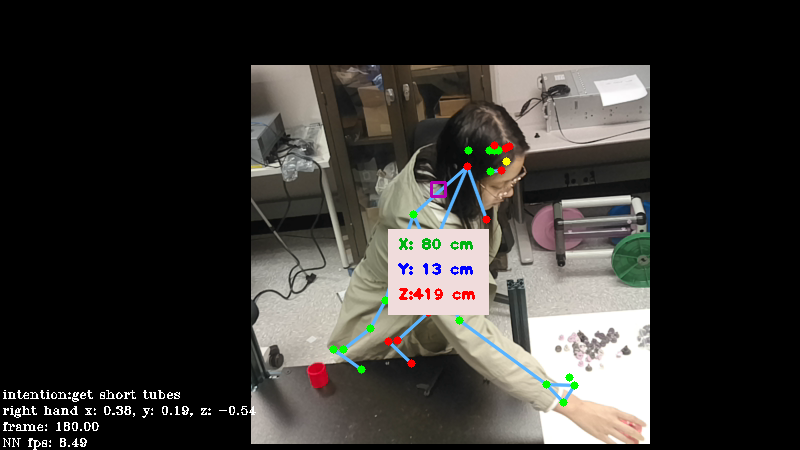 X: 80 cm
Y: 13 cm
Z:419 cm
intention:get short tubes
right hand x: 0.38, y: 0.19, z: -0.54
frame: 180.00
NN fps: 8.49